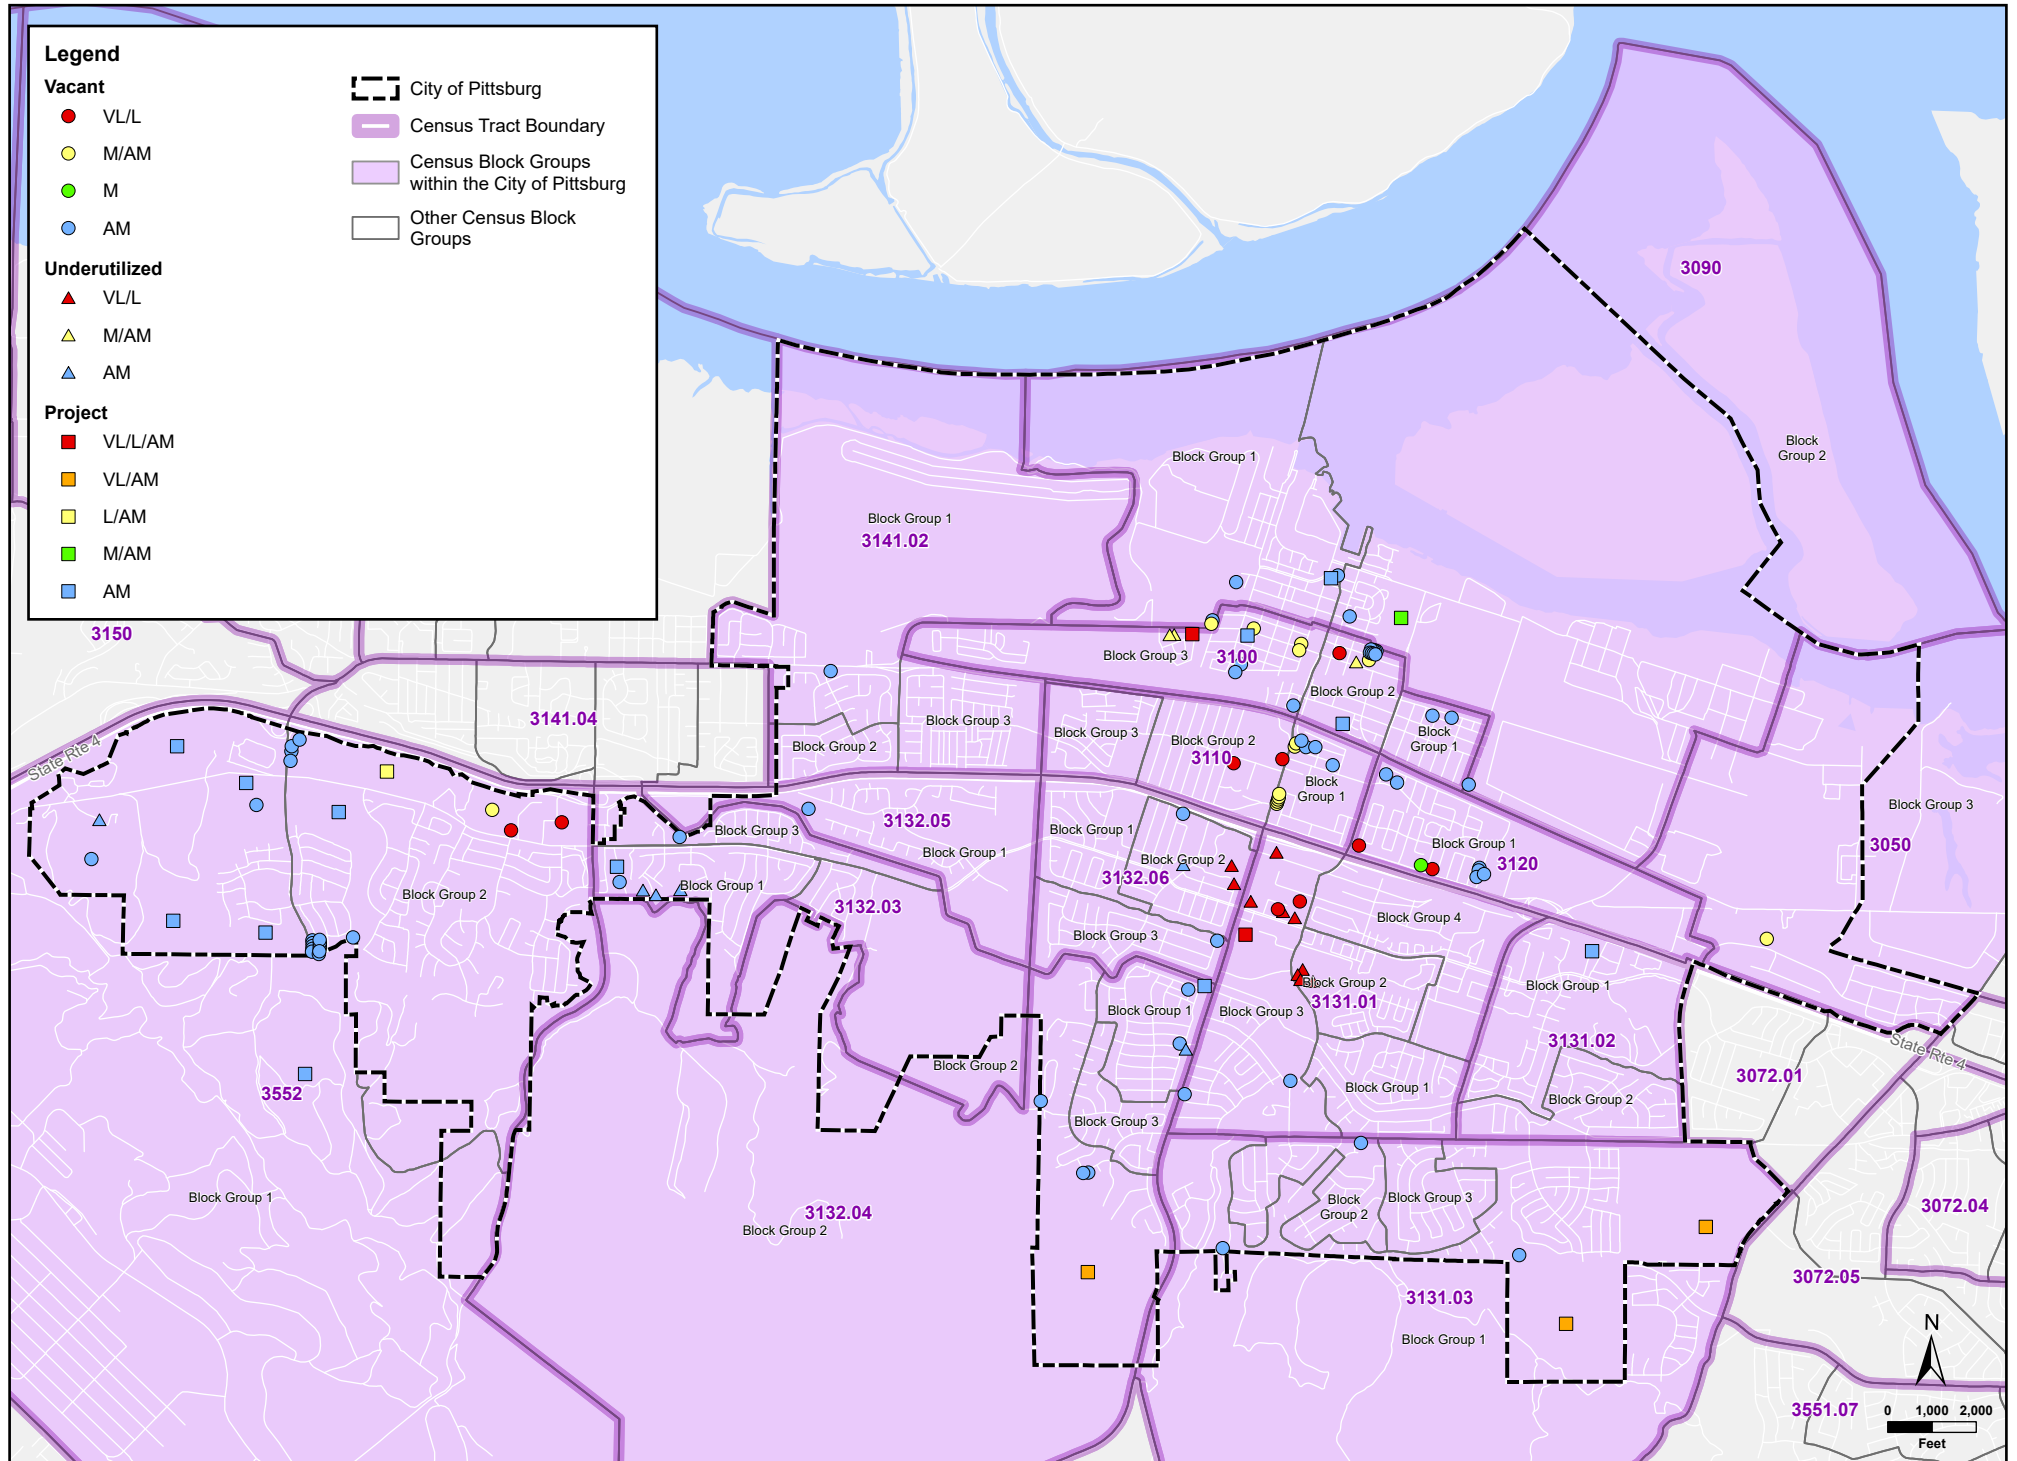 Legend
Vacant
VL/L
M/AM
M
AM
Underutilized
VL/L
M/AM
AM
Project
VL/L/AM
VL/AM
L/AM
M/AM
AM
City of Pittsburg
Census Tract Boundary
Census Block Groups
within the City of Pittsburg
Other Census Block
Groups
3090
Block
Group 2
Block Group 1
Block Group 1
3141.02
3150
Block Group 3
3100
Block Group 2
3141.04
State Rte 4
Block Group 3
Block Group 3
Block Group 2
Block Group 2
3110
Block
Group 1
Block
Group 1
Block Group 3
3050
Block Group 3
3132.05
Block Group 1
Block Group 1
Block Group 1
3120
Block Group 2
3132.06
Block Group 2
Block Group 1
3132.03
Block Group 4
Block Group 3
Block Group 2
3131.01
Block Group 1
Block Group 1
Block Group 3
3131.02
State Rte 4
Block Group 2
3072.01
3552
Block Group 1
Block Group 2
Block Group 3
Block Group 1
3132.04
Block Group 2
Block
Group 2
Block Group 3
3072.04
3072.05
3131.03
Block Group 1
N
3551.07
0 1,000 2,000
Feet